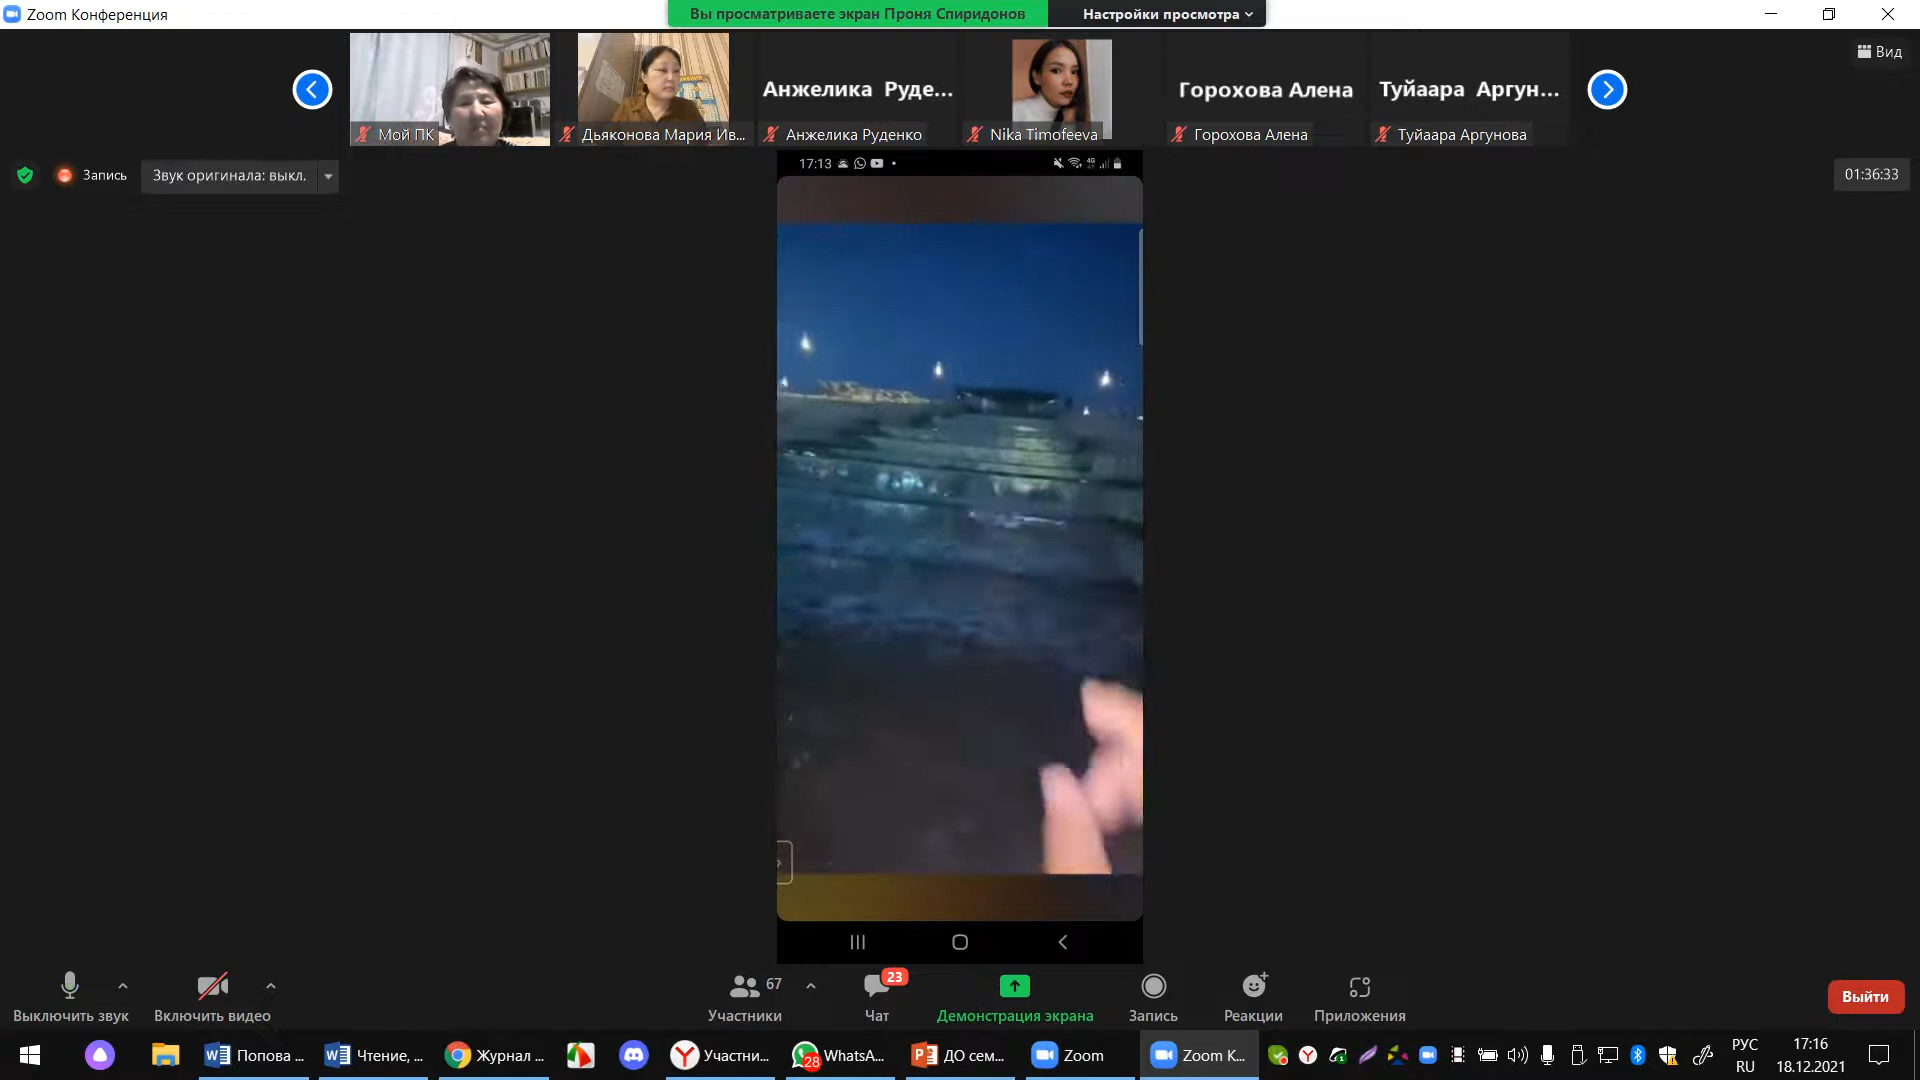 Zoom Конференция
Вы просматриваете экран Проня Спиридонов
Настройки просмотра
Вид
Анжелика Руде...
Горохова Алена
Туйаара Аргун...
Мой ПК
Дьяконова Мария Ив...
Анжелика Руденко
Nika Timofeeva
Горохова Алена
Туйаара Аргунова
Запись
Звук оригинала: выкл.
17:13
4G
01:36:33
Выключить звук
Включить видео
67
Участники
23
Чат
Демонстрация экрана
Запись
Реакции
Приложения
Выйти
Попова ...
Чтение, ...
Журнал ...
Участни...
28
WhatsA...
ДО сем...
Zoom
Zoom К...
РУС
RU
17:16
18.12.2021